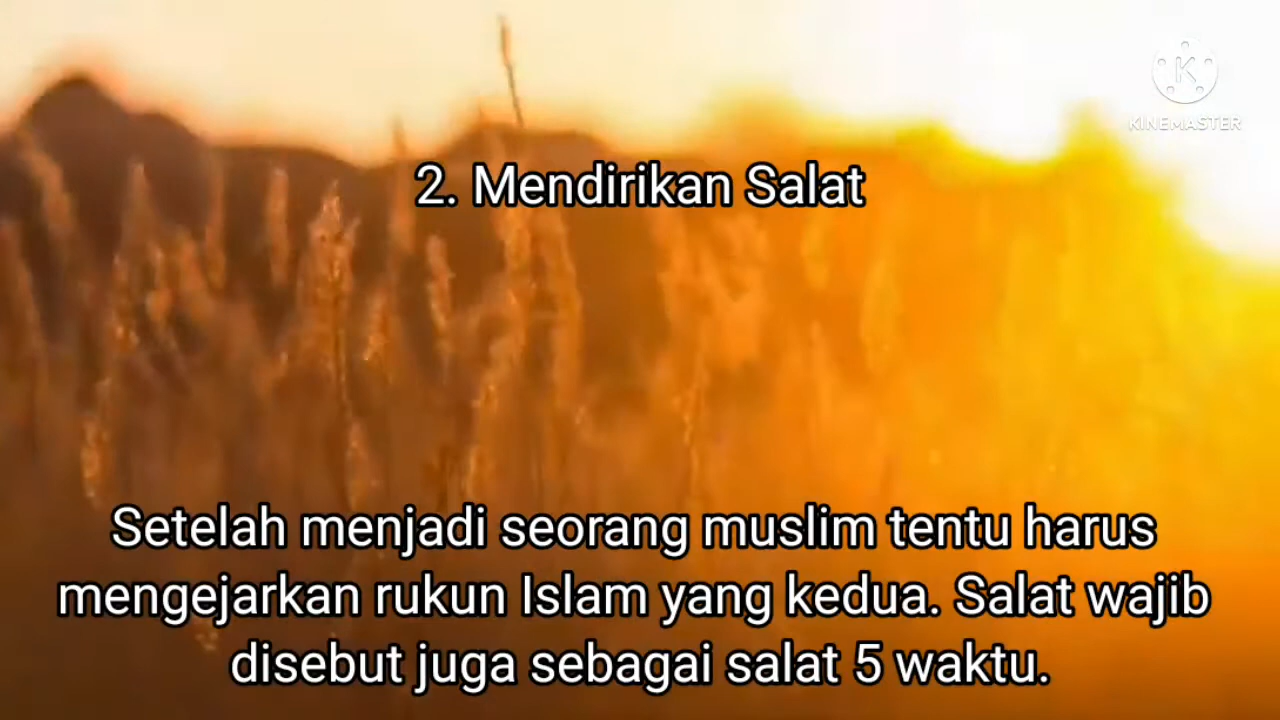 K
KINEMASTER
2. Mendirikan Salat
Setelah menjadi seorang muslim tentu harus
mengejarkan rukun Islam yang kedua. Salat wajib
disebut juga sebagai salat 5 waktu.